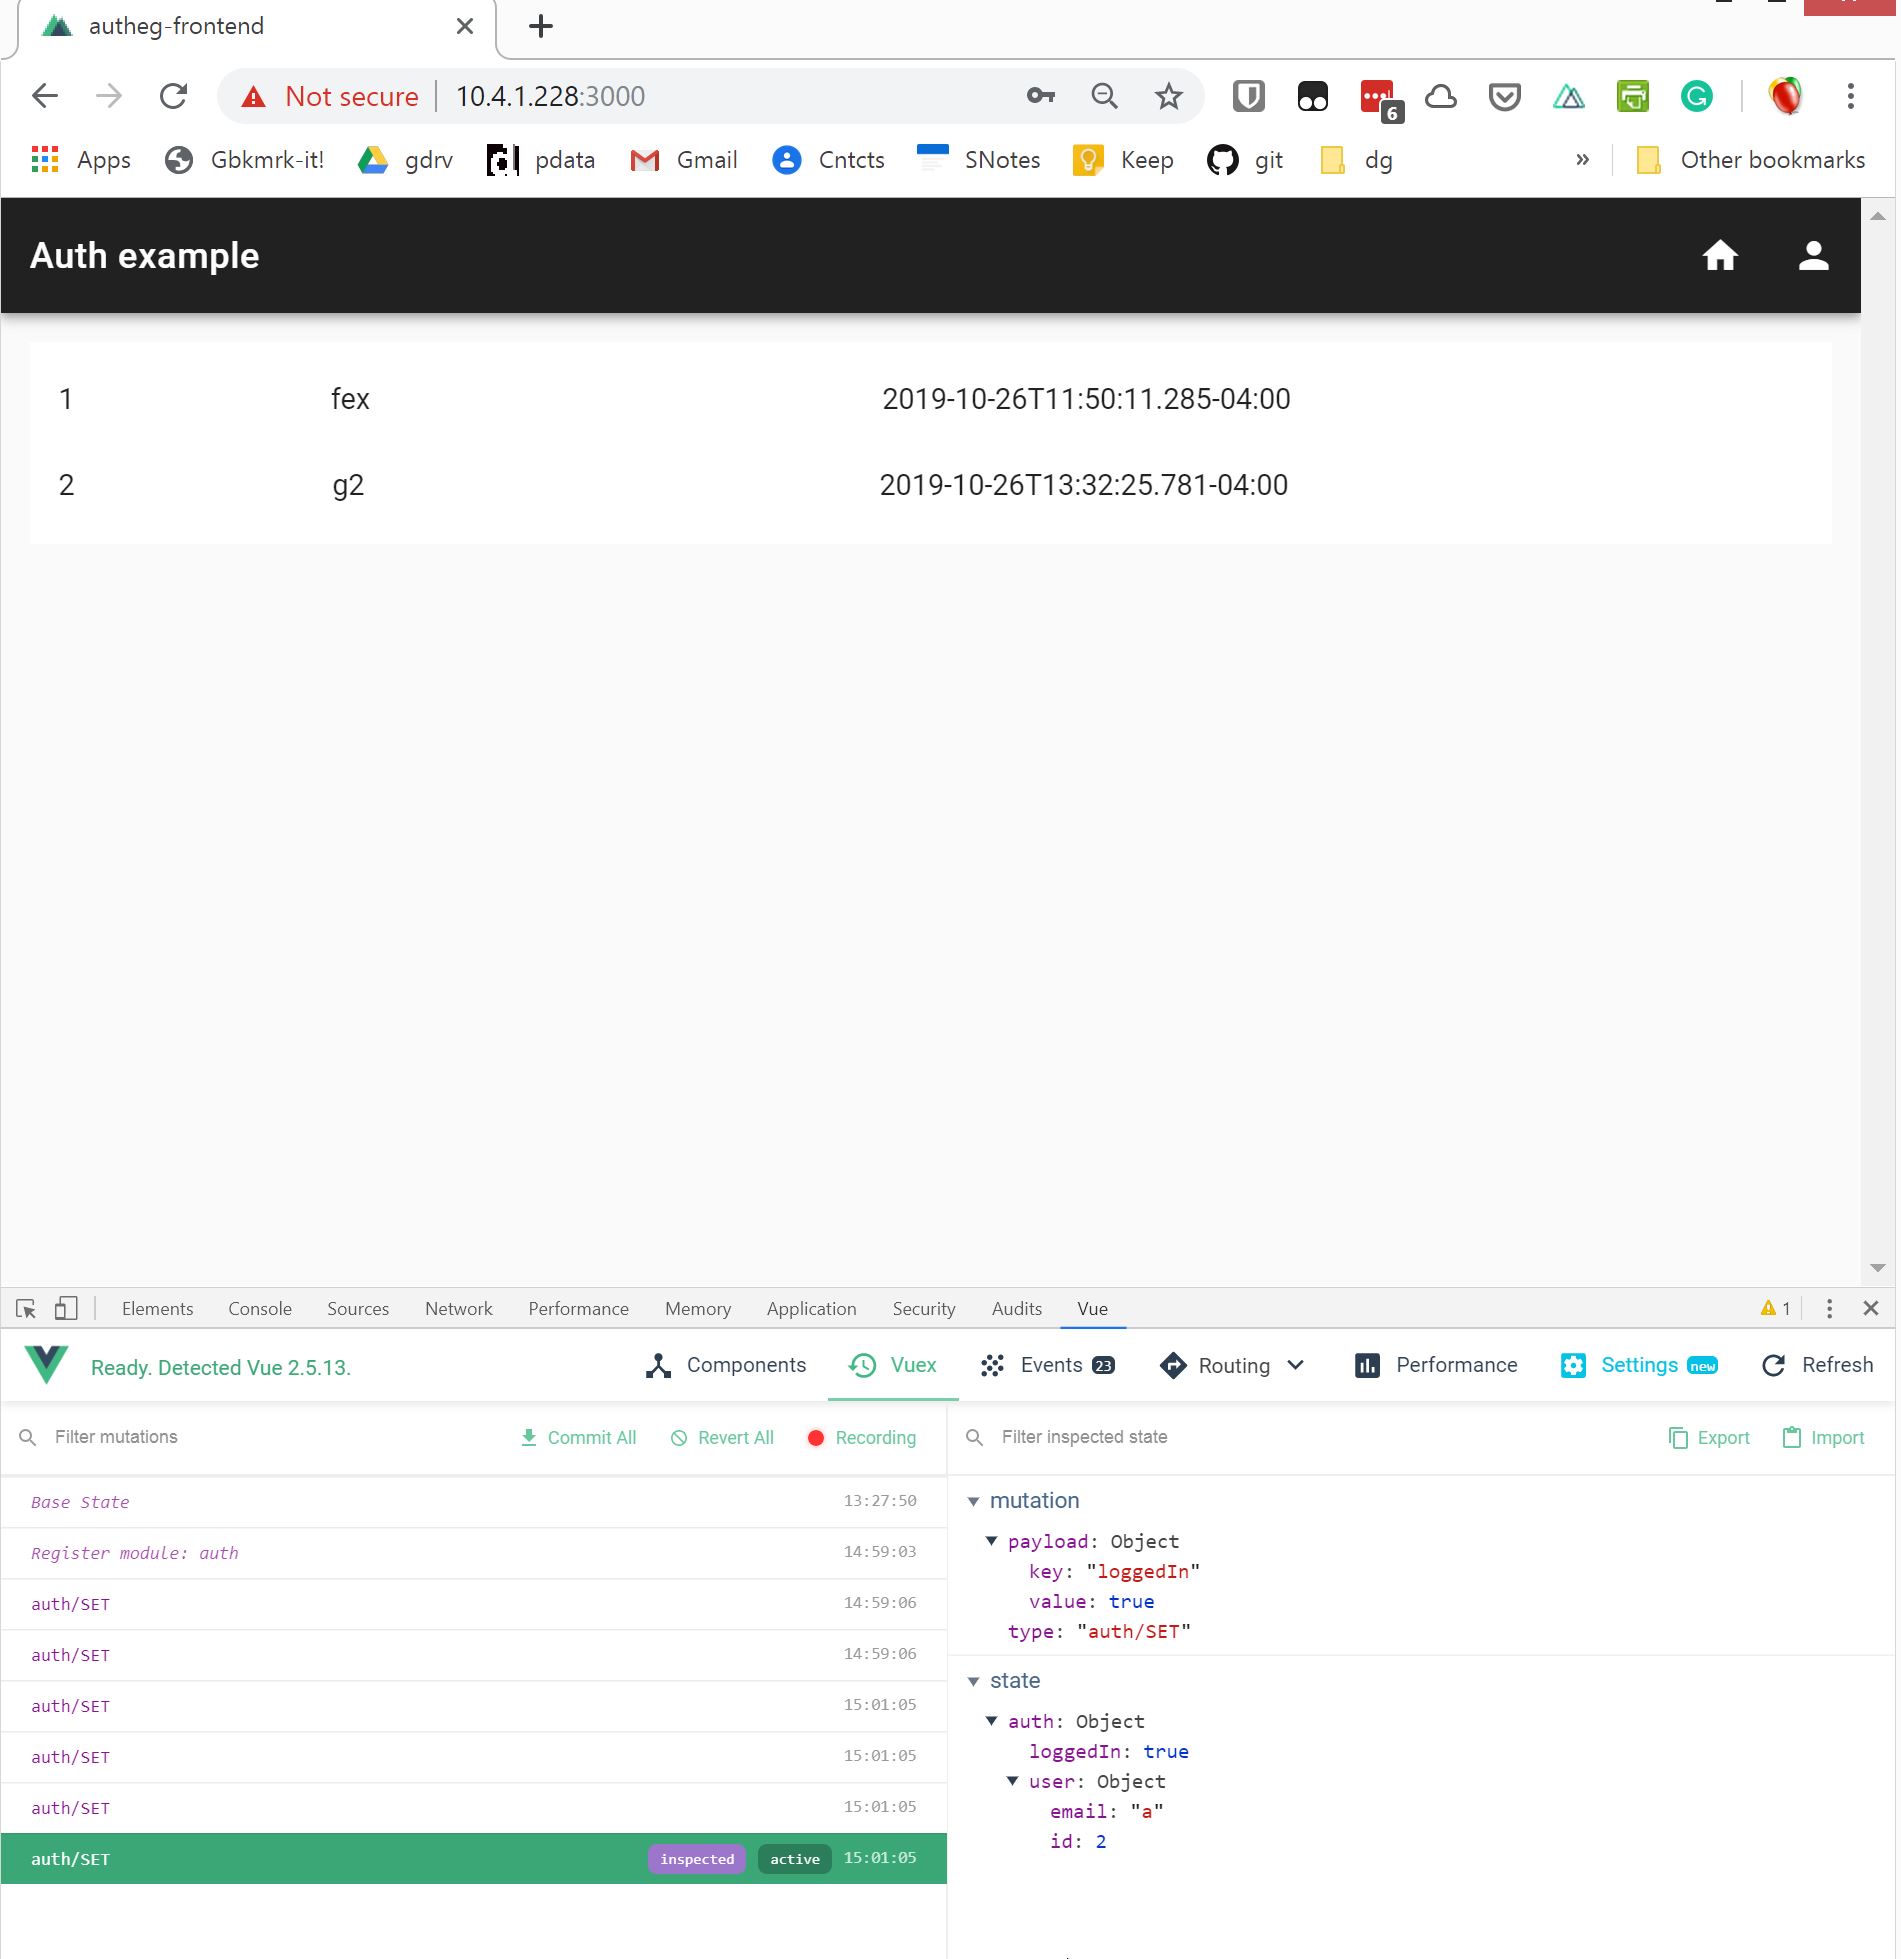 autheg-frontend
Not secure 10.4.1.228:3000 6
Apps Gbkmrk-it! gdrv pdata Gmail Cntcts SNotes Keep git dg » Other bookmarks
Auth example
1 fex 2019-10-26T11:50:11.285-04:00
2 g2 2019-10-26T13:32:25.781-04:00
Elements Console Sources Network Performance Memory Application Security Audits Vue 1
Ready. Detected Vue 2.5.13. Components Vuex Events 23 Routing Performance Settings new Refresh
Filter mutations Commit All Revert All Recording
Base State 13:27:50
Register module: auth 14:59:03
auth/SET 14:59:06
auth/SET 14:59:06
auth/SET 15:01:05
auth/SET 15:01:05
auth/SET 15:01:05
auth/SET inspected active 15:01:05
Filter inspected state Export Import
mutation
payload: Object
key: "loggedIn"
value: true
type: "auth/SET"
state
auth: Object
loggedIn: true
user: Object
email: "a"
id: 2